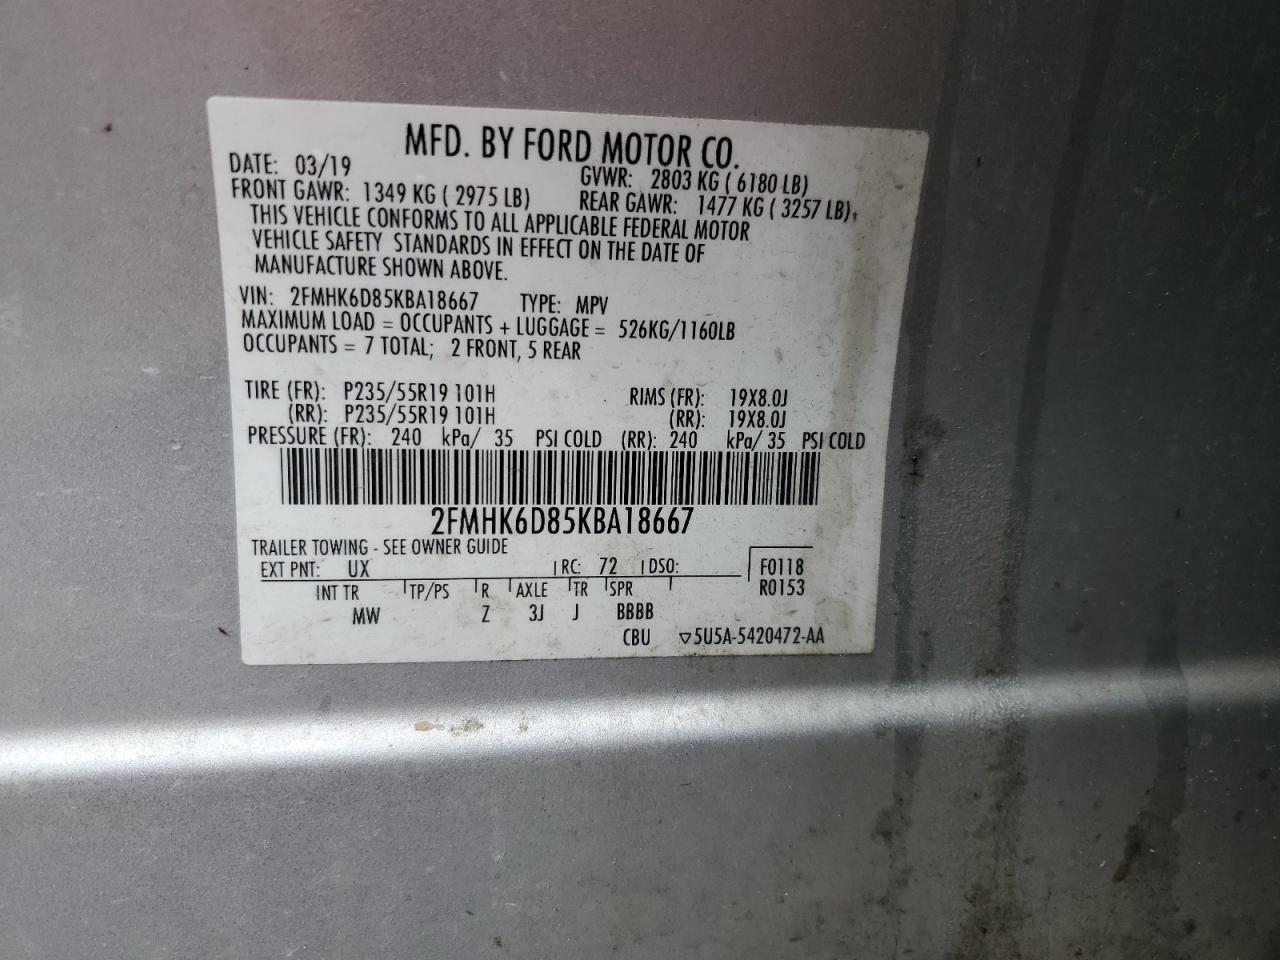 MFD. BY FORD MOTOR CO.
DATE: 03/19 GVWR: 2803 KG ( 6180 LB)
FRONT GAWR: 1349 KG ( 2975 LB) REAR GAWR: 1477 KG ( 3257 LB),
THIS VEHICLE CONFORMS TO ALL APPLICABLE FEDERAL MOTOR
VEHICLE SAFETY STANDARDS IN EFFECT ON THE DATE OF
MANUFACTURE SHOWN ABOVE.
VIN: 2FMHK6D85KBA18667 TYPE: MPV
MAXIMUM LOAD = OCCUPANTS + LUGGAGE = 526KG/1160LB
OCCUPANTS = 7 TOTAL; 2 FRONT, 5 REAR
TIRE (FR): P235/55R19 101H RIMS (FR): 19X8.0J
(RR): P235/55R19 101H (RR): 19X8.0J
PRESSURE (FR): 240 kPa/ 35 PSI COLD (RR): 240 kPa/ 35 PSI COLD
2FMHK6D85KBA18667
TRAILER TOWING - SEE OWNER GUIDE
EXT PNT: UX RC: 72 DSO: F0118
INT TR TP/PS R AXLE TR SPR R0153
MW Z 3J J BBBB
CBU ▽5U5A-5420472-AA